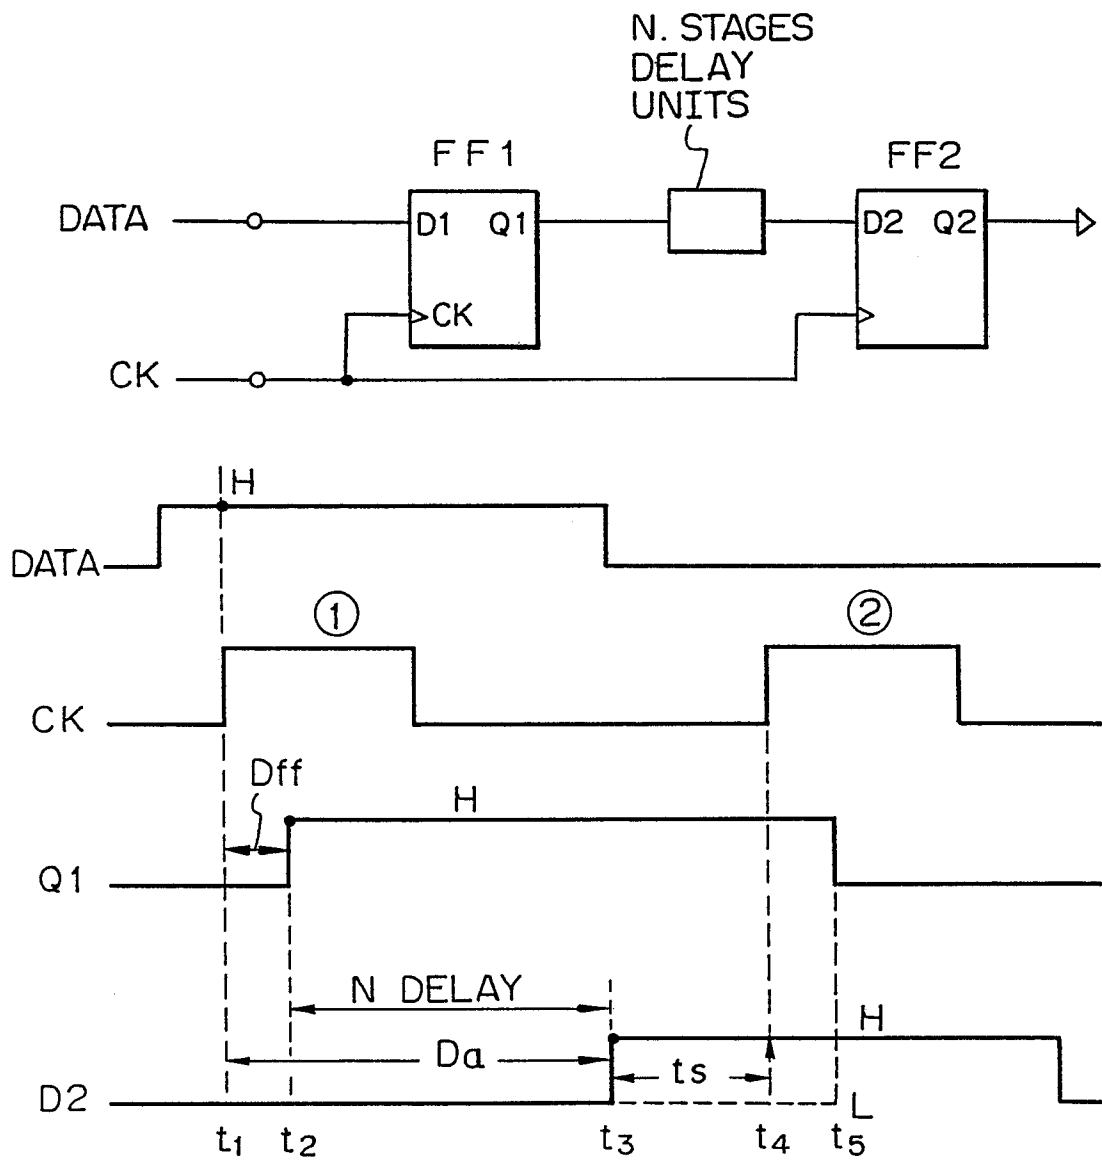 N. STAGES
DELAY
UNITS
FF1
FF2
DATA
D1 Q1
D2 Q2
CK
CK
H
DATA
① ②
CK
Dff
H
Q1
N DELAY
H
Da
ts
D2
L
t1 t2 t3 t4 t5